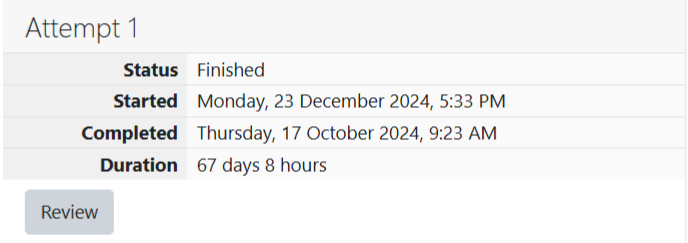 Attempt 1
Status Finished
Started Monday, 23 December 2024, 5:33 PM
Completed Thursday, 17 October 2024, 9:23 AM
Duration 67 days 8 hours
Review